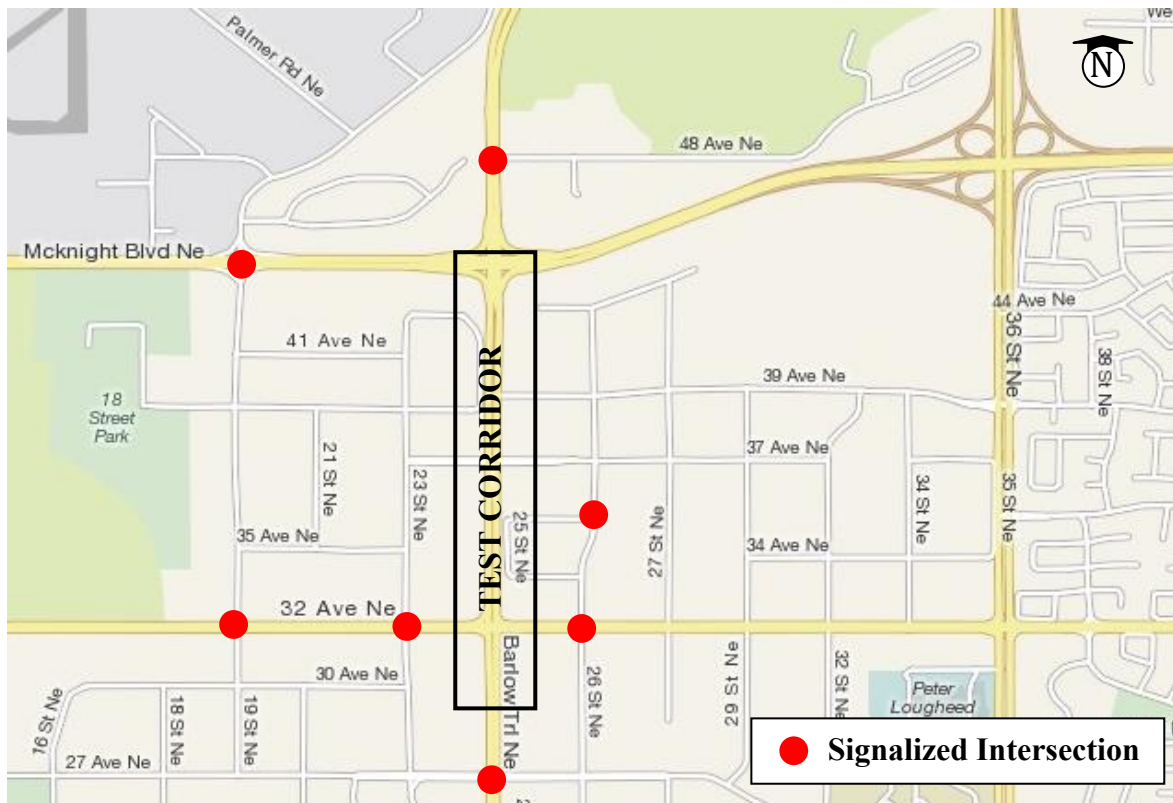 Palmer Rd Ne
We
N
48 Ave Ne
Mcknight Blvd Ne
44 Ave Ne
41 Ave Ne
36 St Ne
38 St Ne
39 Ave Ne
18
Street
Park
TEST CORRIDOR
21 St Ne
23 St Ne
37 Ave Ne
34 St Ne
35 St Ne
25 St Ne
27 St Ne
35 Ave Ne
34 Ave Ne
32 Ave Ne
Barlow Trl Ne
30 Ave Ne
26 St Ne
29 St Ne
32 St Ne
Peter
Lougheed
16 St Ne
18 St Ne
19 St Ne
27 Ave Ne
Signalized Intersection